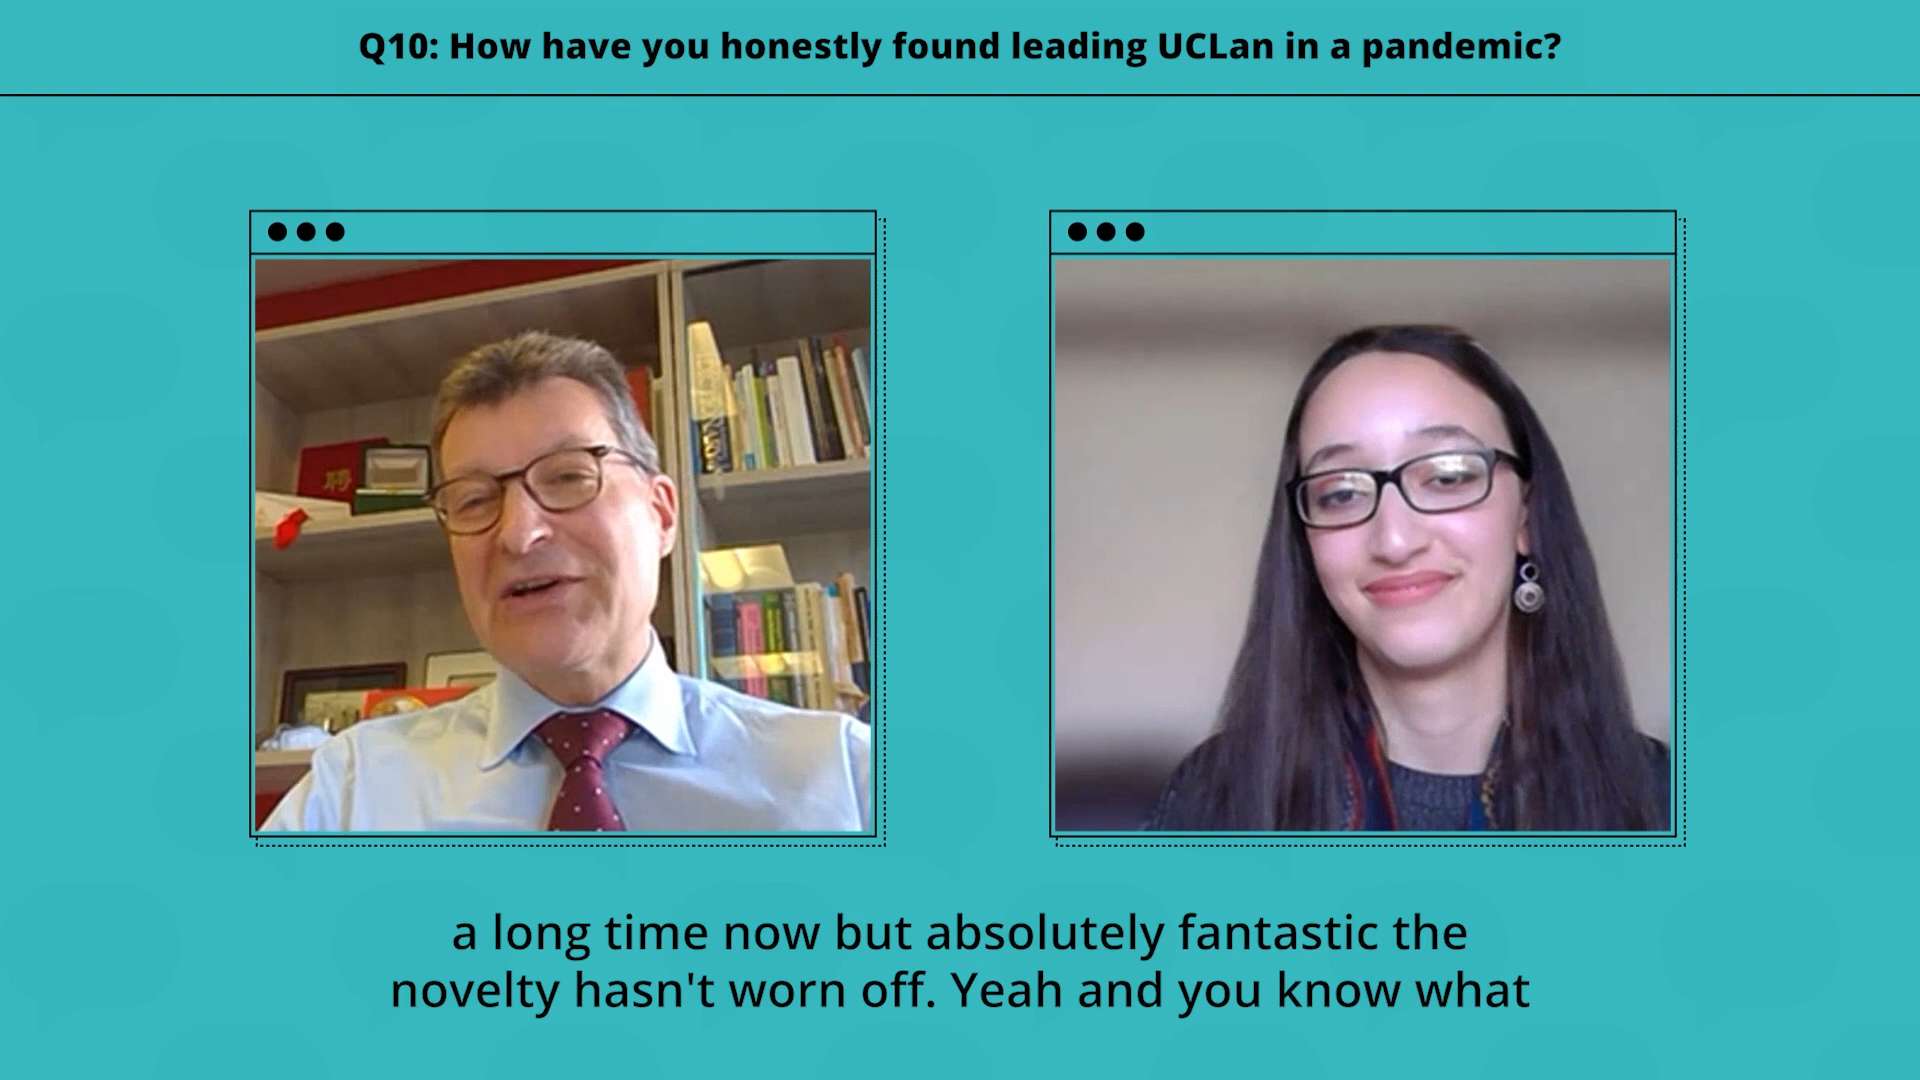 Q10: How have you honestly found leading UCLan in a pandemic?
a long time now but absolutely fantastic the
novelty hasn't worn off. Yeah and you know what